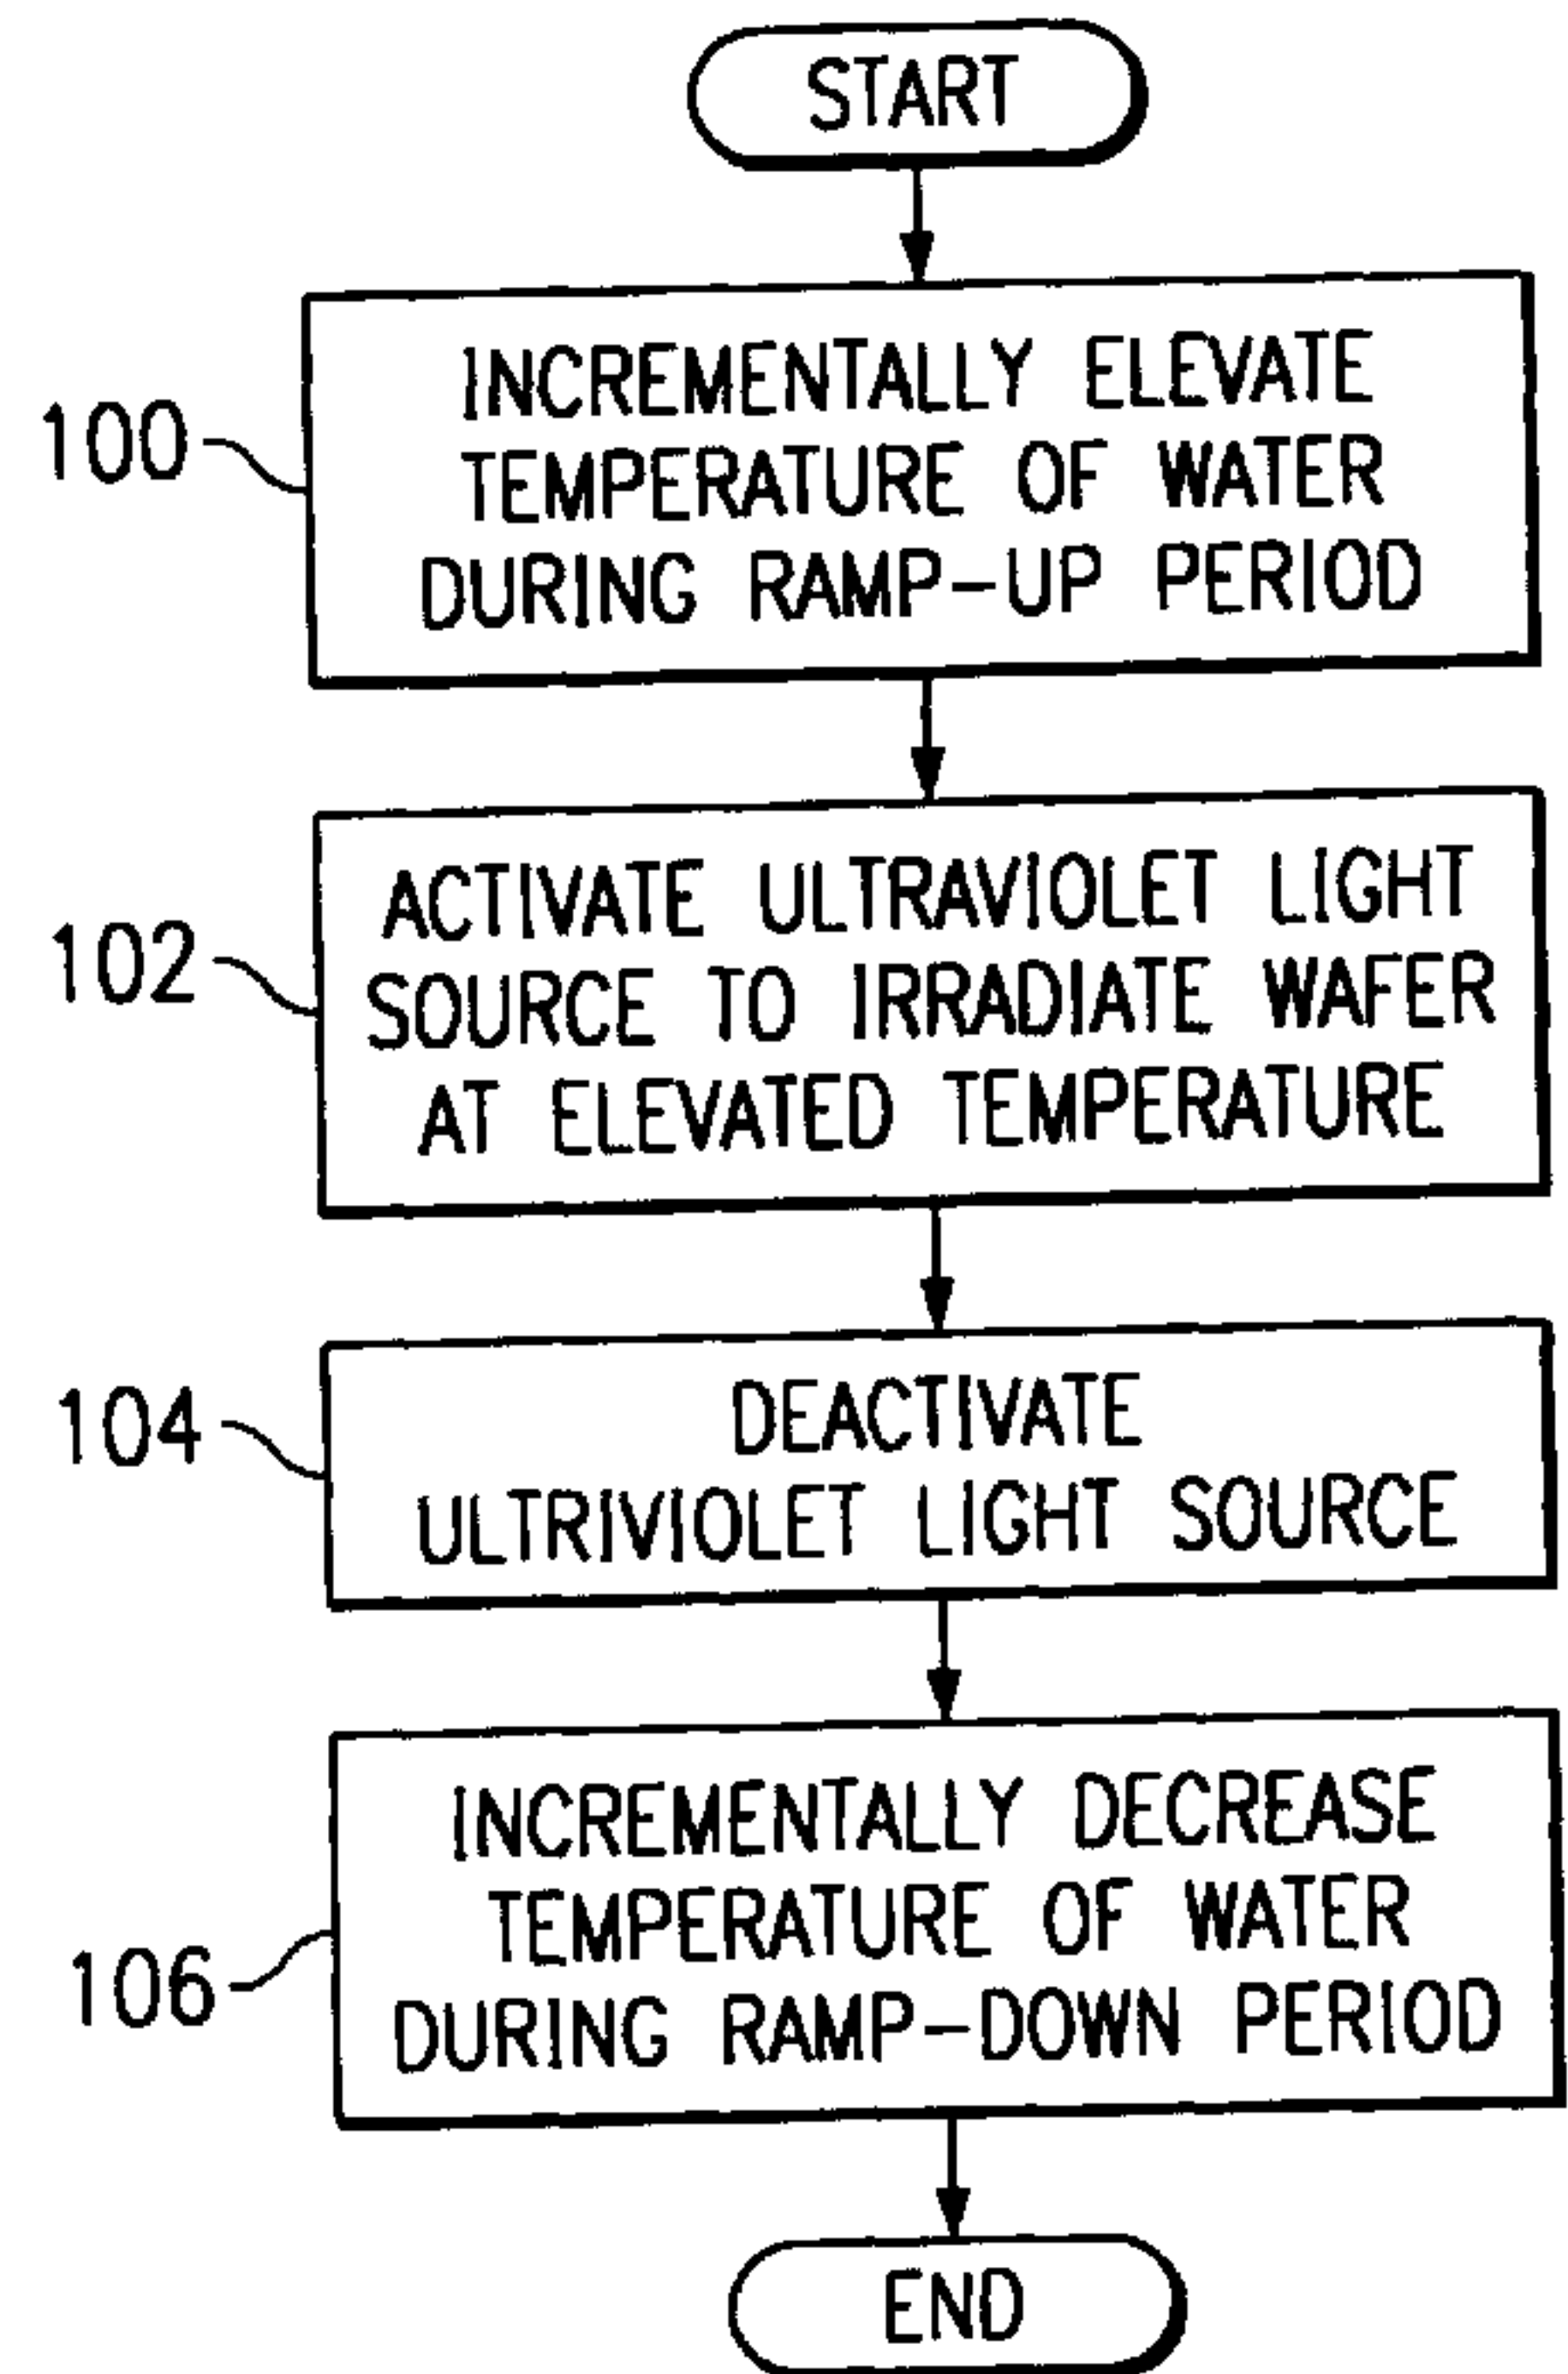 START
100
INCREMENTALLY ELEVATE
TEMPERATURE OF WATER
DURING RAMP-UP PERIOD
102
ACTIVATE ULTRAVIOLET LIGHT
SOURCE TO IRRADIATE WAFER
AT ELEVATED TEMPERATURE
104
DEACTIVATE
ULTRIVIOLET LIGHT SOURCE
106
INCREMENTALLY DECREASE
TEMPERATURE OF WATER
DURING RAMP-DOWN PERIOD
END